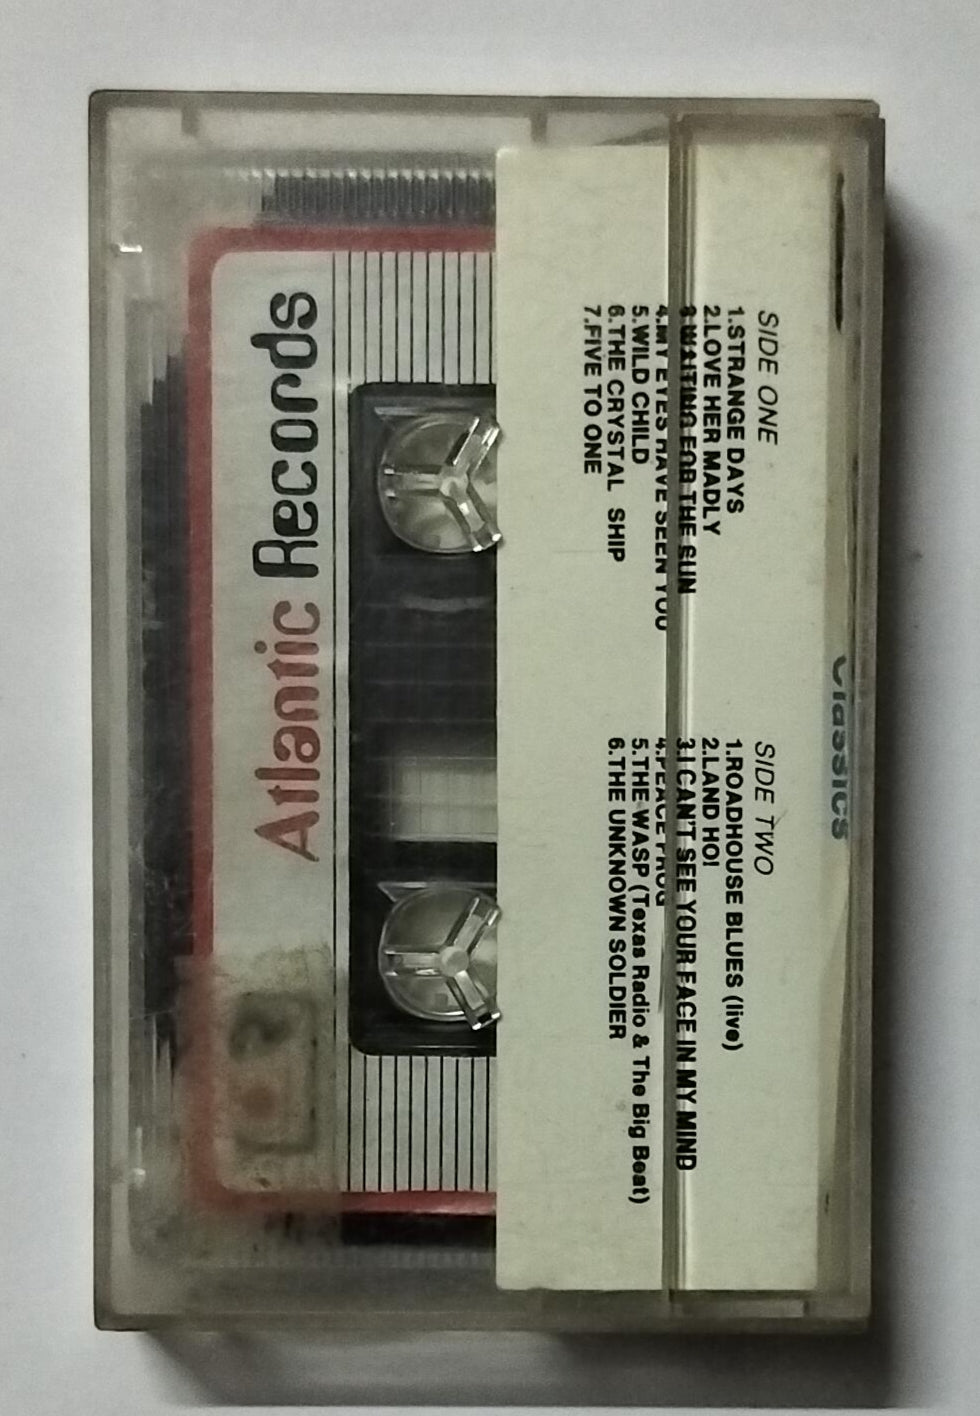 Atlantic Records
2
SIDE ONE
1.STRANGE DAYS
2.LOVE HER MADLY
3 WAITING FOR THE SUN
4.MY EYES HAVE SEEN YOU
5.WILD CHILD
6.THE CRYSTAL SHIP
7.FIVE TO ONE
SIDE TWO
1.ROADHOUSE BLUES (live)
2.LAND HO!
3.I CAN'T SEE YOUR FACE IN MY MIND
4.PEACE FROG
5.THE WASP (Texas Radio & The Big Beat)
6.THE UNKNOWN SOLDIER
Classics